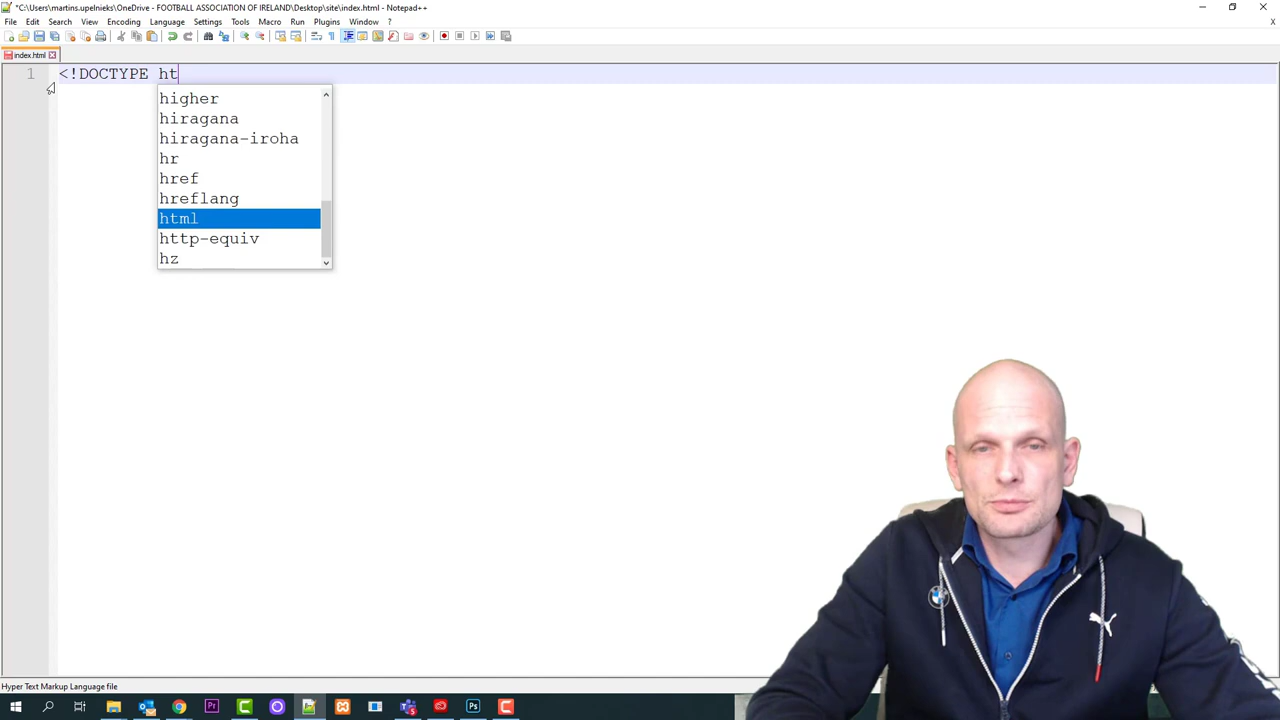 *C:\Users\martins.upelnieks\OneDrive - FOOTBALL ASSOCIATION OF IRELAND\Desktop\site\index.html - Notepad++
File Edit Search View Encoding Language Settings Tools Macro Run Plugins Window ?
X
index.html
1 <!DOCTYPE ht
higher
hiragana
hiragana-iroha
hr
href
hreflang
html
http-equiv
hz
Hyper Text Markup Language file